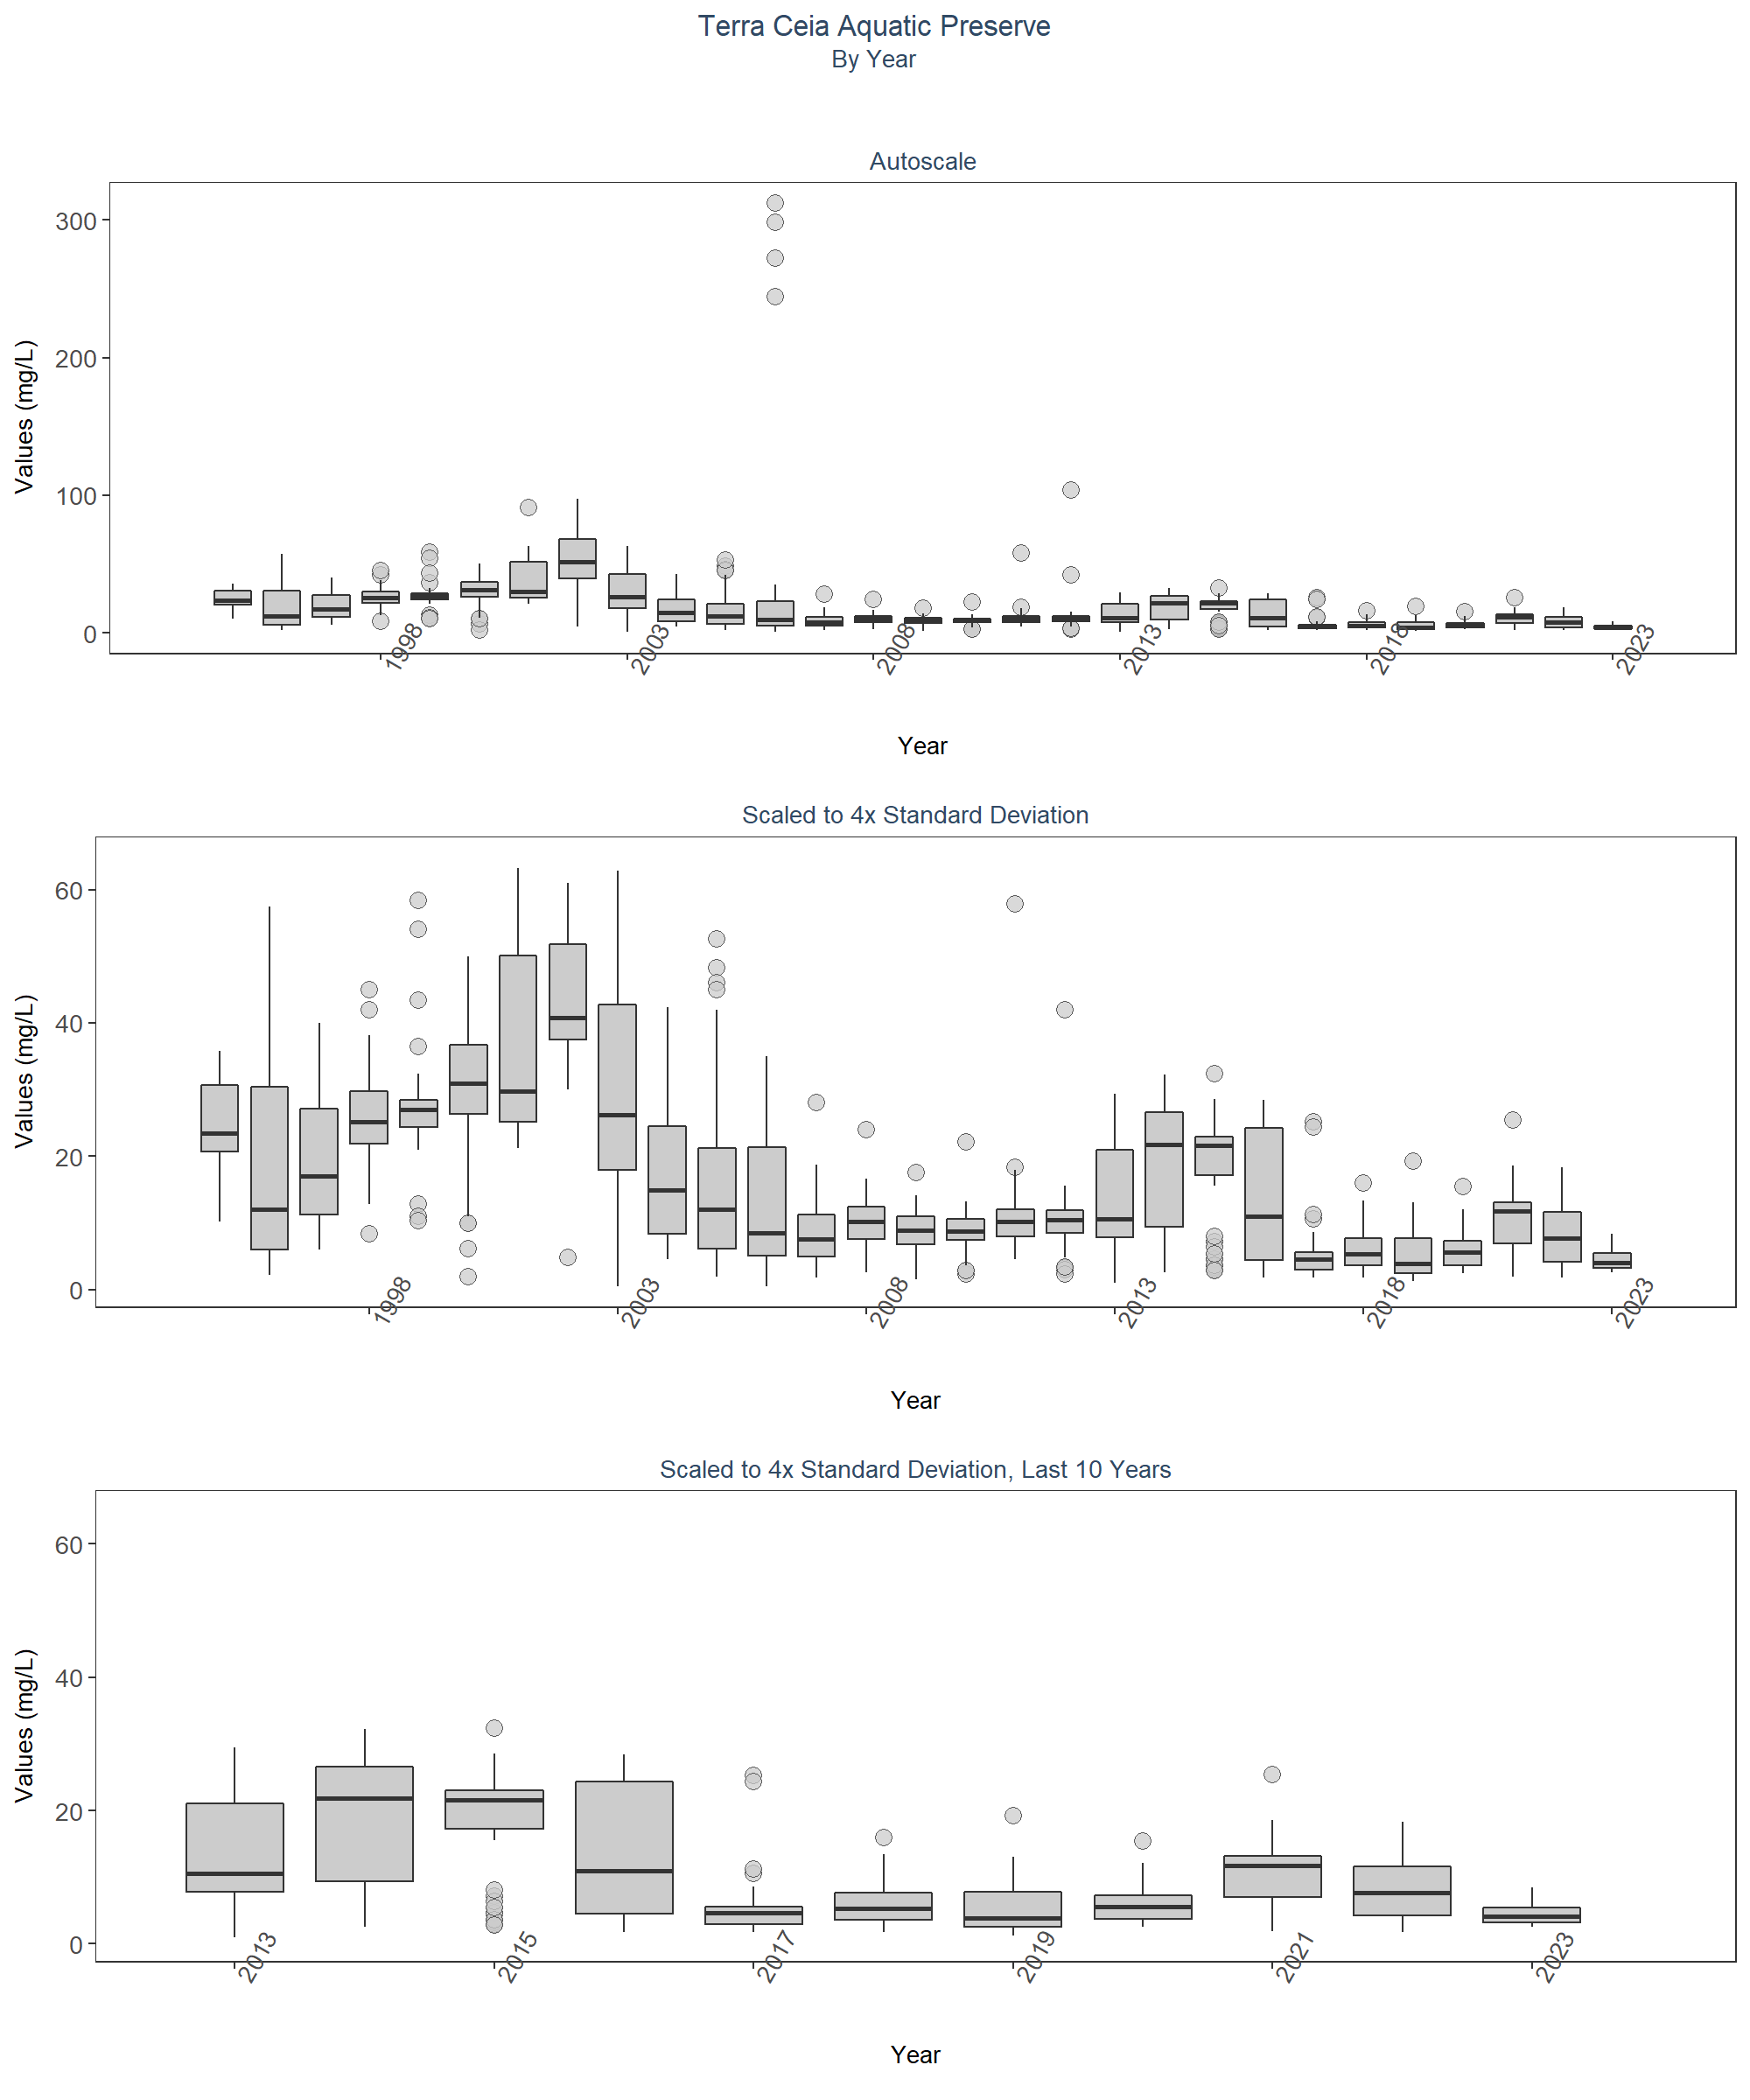 Terra Ceia Aquatic Preserve
By Year
Autoscale
Values (mg/L)
300
200
100
0
1998 2003 2008 2013 2018 2023
Year
Scaled to 4x Standard Deviation
Values (mg/L)
60
40
20
0
1998 2003 2008 2013 2018 2023
Year
Scaled to 4x Standard Deviation, Last 10 Years
Values (mg/L)
60
40
20
0
2013 2015 2017 2019 2021 2023
Year